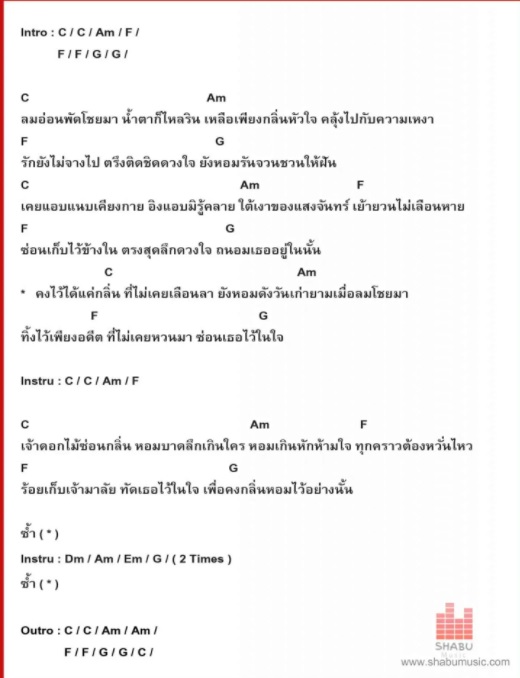 Intro : C / C / Am / F /
F / F / G / G /
C Am
ลมอ่อนพัดโชยมา น้ำตาก็ไหลริน เหลือเพียงกลิ่นหัวใจ คลุ้งไปกับความเหงา
F G
รักยังไม่จางไป ตรึงติดชิดดวงใจ ยังหอมรันจวนชวนให้ฝัน
C Am F
เคยแอบแนบเคียงกาย อิงแอบมิรู้คลาย ใต้เงาของแสงจันทร์ เย้ายวนไม่เลือนหาย
F G
ซ่อนเก็บไว้ข้างใน ตรงสุดลึกดวงใจ ถนอมเธออยู่ในนั้น
C Am
* คงไว้ได้แค่กลิ่น ที่ไม่เคยเลือนลา ยังหอมดังวันเก่ายามเมื่อลมโชยมา
F G
ทิ้งไว้เพียงอดีต ที่ไม่เคยหวนมา ซ่อนเธอไว้ในใจ
Instru : C / C / Am / F
C Am F
เจ้าดอกไม้ซ่อนกลิ่น หอมบาดลึกเกินใคร หอมเกินหักห้ามใจ ทุกคราวต้องหวั่นไหว
F G
ร้อยเก็บเจ้ามาลัย ทัดเธอไว้ในใจ เพื่อคงกลิ่นหอมไว้อย่างนั้น
ซ้ำ ( * )
Instru : Dm / Am / Em / G / ( 2 Times )
ซ้ำ ( * )
Outro : C / C / Am / Am /
F / F / G / G / C /
SHABU
Music
www.shabumusic.com